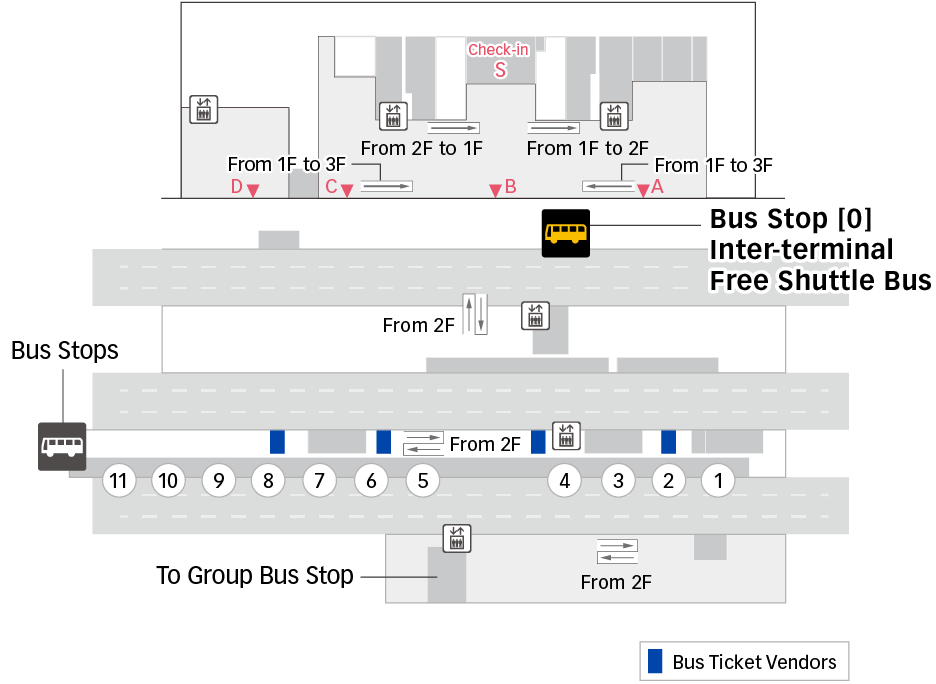 Check-in
S
From 2F to 1F
From 1F to 2F
From 1F to 3F
From 1F to 3F
D
C
B
A
Bus Stop [0]
Inter-terminal
Free Shuttle Bus
From 2F
Bus Stops
From 2F
11
10
9
8
7
6
5
4
3
2
1
To Group Bus Stop
From 2F
Bus Ticket Vendors